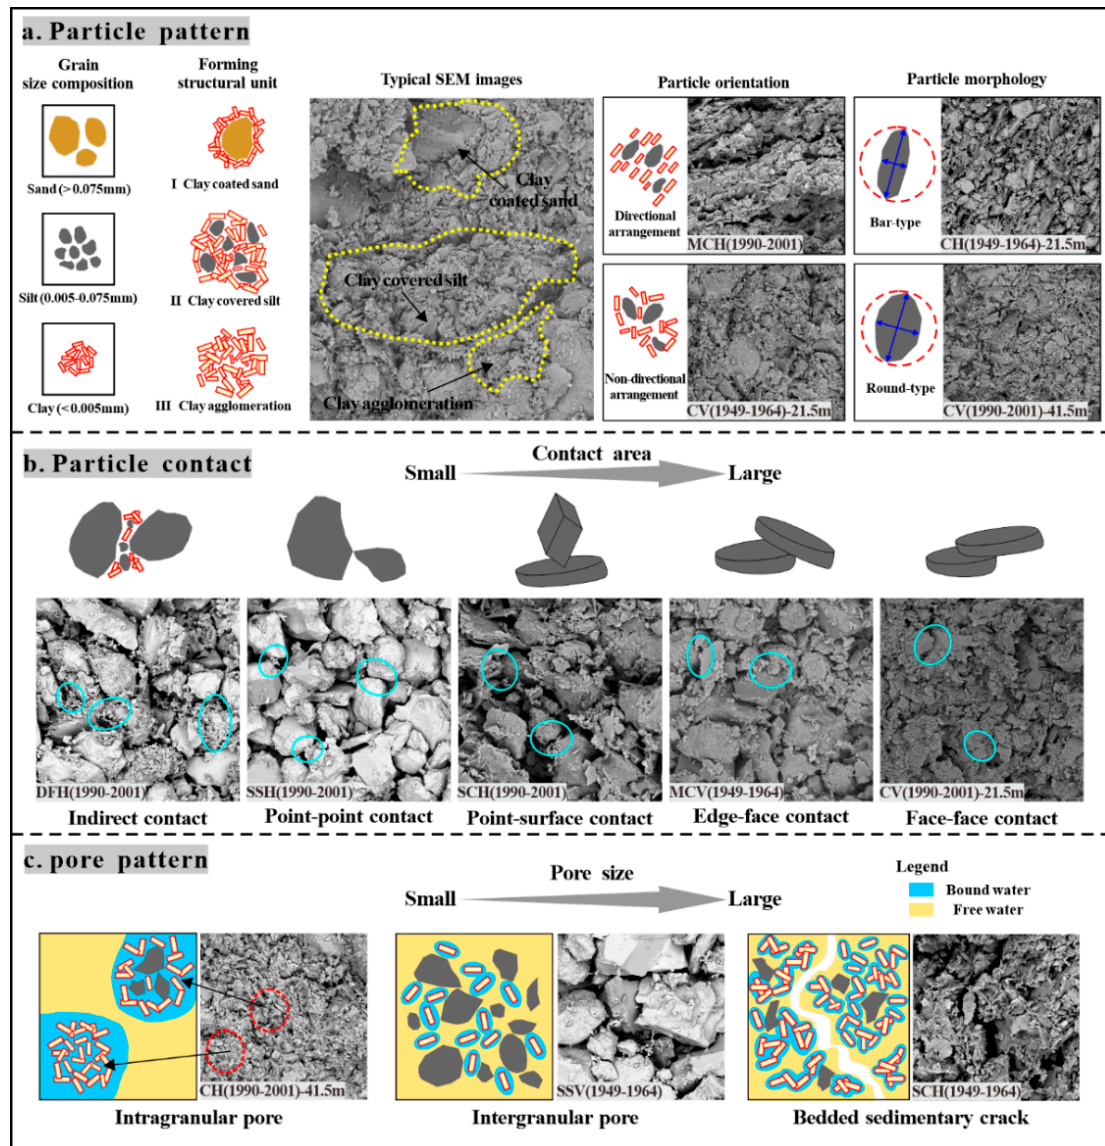 a. Particle pattern
Grain
size composition
Forming
structural unit
Typical SEM images
Particle orientation
Particle morphology
Sand (>0.075mm)
I Clay coated sand
Clay
coated sand
Directional
arrangement
MCH(1990-2001)
Bar-type
CH(1949-1964)-21.5m
Silt (0.005-0.075mm)
II Clay covered silt
Clay covered silt
Clay (<0.005mm)
III Clay agglomeration
Clay agglomeration
Non-directional
arrangement
CV(1949-1964)-21.5m
Round-type
CV(1990-2001)-41.5m
b. Particle contact
Contact area
Small
Large
DFH(1990-2001)
SSH(1990-2001)
SCH(1990-2001)
MCV(1949-1964)
CV(1990-2001)-21.5m
Indirect contact
Point-point contact
Point-surface contact
Edge-face contact
Face-face contact
c. pore pattern
Pore size
Small
Large
Legend
Bound water
Free water
CH(1990-2001)-41.5m
SSV(1949-1964)
SCH(1949-1964)
Intragranular pore
Intergranular pore
Bedded sedimentary crack